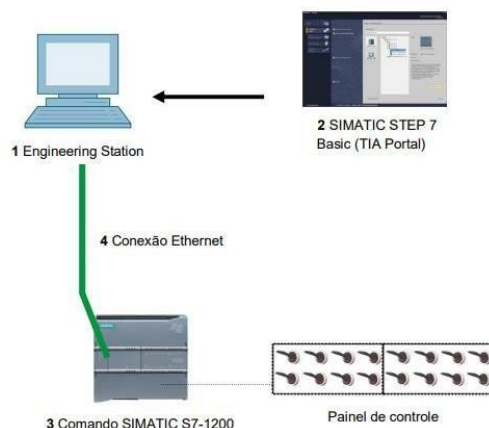 2 SIMATIC STEP 7
Basic (TIA Portal)
1 Engineering Station
4 Conexão Ethernet
3 Comando SIMATIC S7-1200
Painel de controle